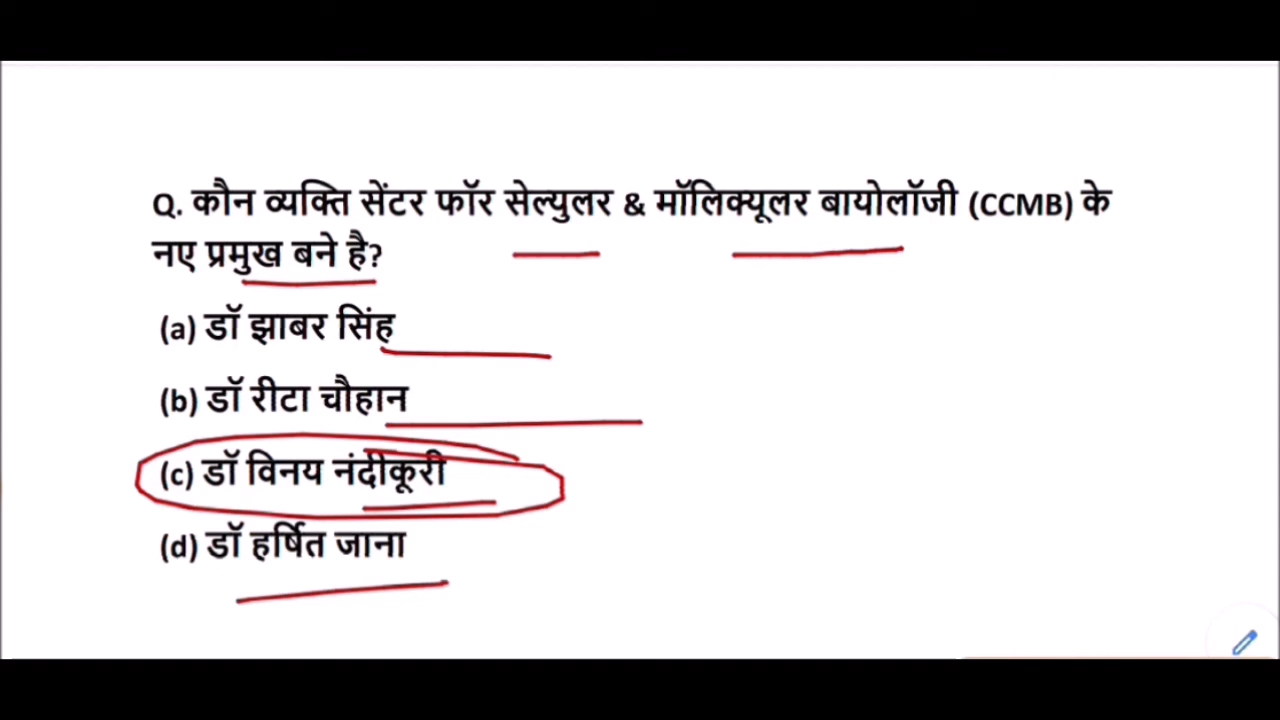 Q. कौन व्यक्ति सेंटर फॉर सेल्युलर & मॉलिक्यूलर बायोलॉजी (CCMB) के
नए प्रमुख बने है?
(a) डॉ झाबर सिंह
(b) डॉ रीटा चौहान
(c) डॉ विनय नंदीकूरी
(d) डॉ हर्षित जाना